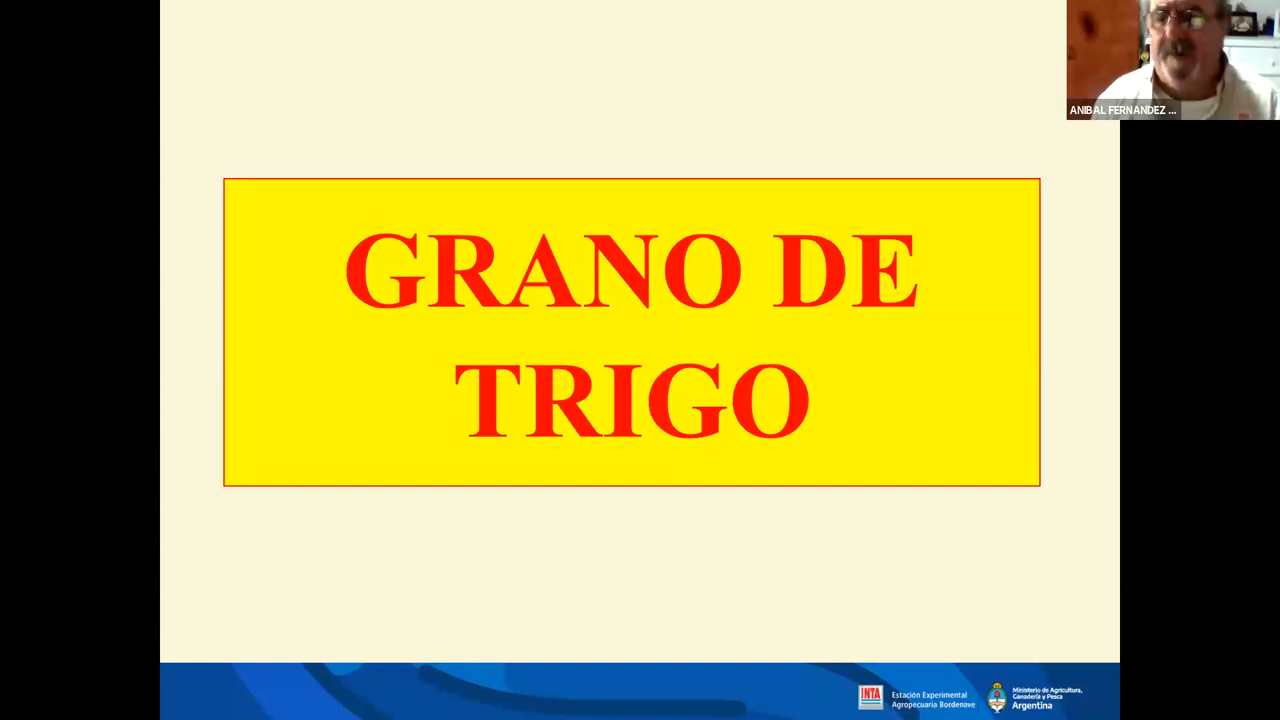 ANIBAL FERNANDEZ ...
GRANO DE
TRIGO
INTA
Estación Experimental
Agropecuaria Bordenave
Ministerio de Agricultura,
Ganadería y Pesca
Argentina